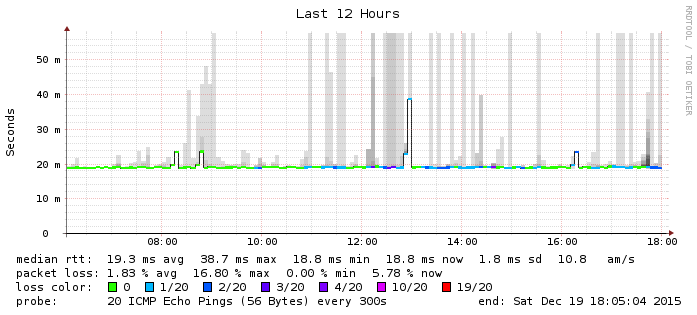 Last 12 Hours
RRDTOOL / TOBI OETIKER
Seconds
50 m
40 m
30 m
20 m
10 m
0
08:00 10:00 12:00 14:00 16:00 18:00
median rtt: 19.3 ms avg 38.7 ms max 18.8 ms min 18.8 ms now 1.8 ms sd 10.8 am/s
packet loss: 1.83 % avg 16.80 % max 0.00 % min 5.78 % now
loss color: 0 1/20 2/20 3/20 4/20 10/20 19/20
probe: 20 ICMP Echo Pings (56 Bytes) every 300s end: Sat Dec 19 18:05:04 2015